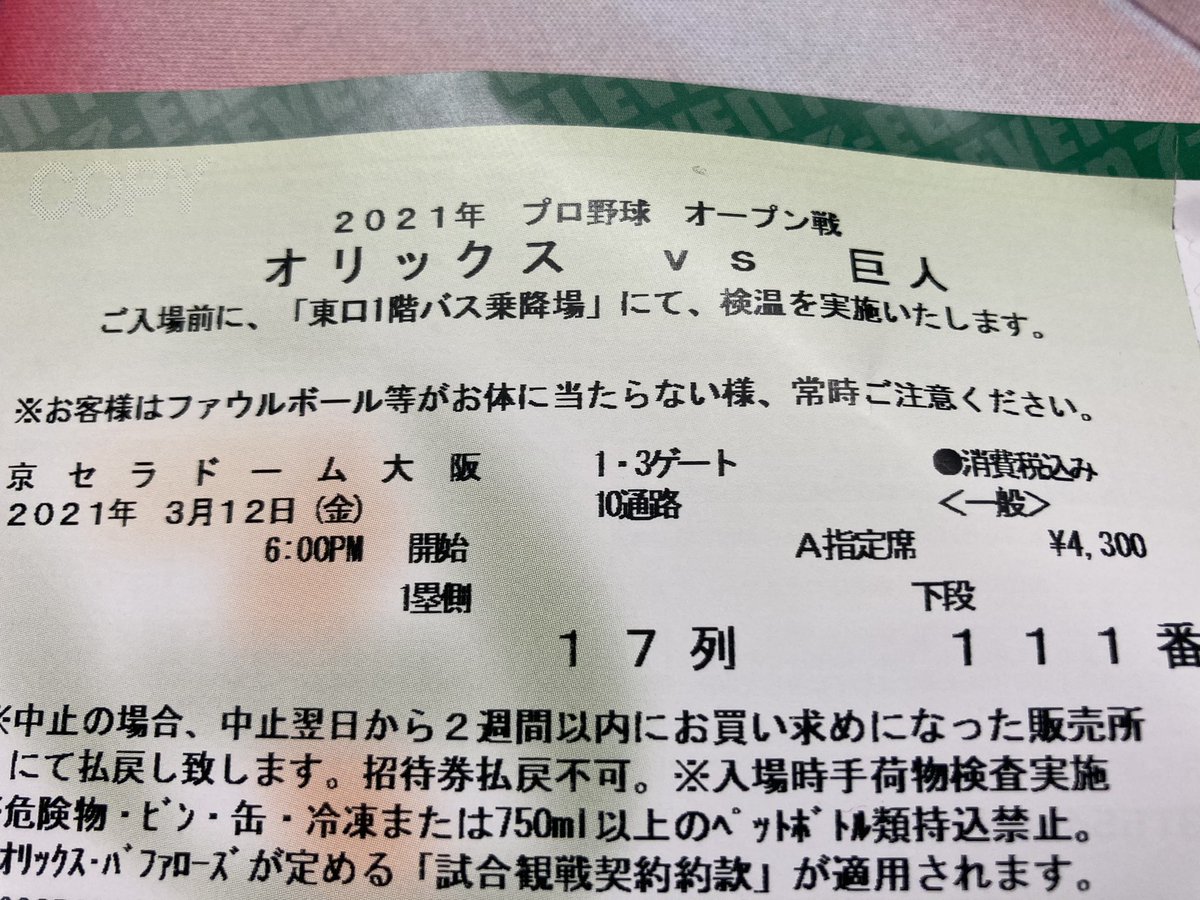 COPY
7-ELEVEN
2021年 プロ野球 オープン戦
オリックス vs 巨人
ご入場前に、「東口1階バス乗降場」にて、検温を実施いたします。
※お客様はファウルボール等がお体に当たらない様、常時ご注意ください。
京セラドーム大阪 1・3ゲート ●消費税込み
2021年 3月12日(金) 10通路 <一般>
6:00PM 開始 A指定席 ¥4,300
1塁側 下段
17列 111番
※中止の場合、中止翌日から2週間以内にお買い求めになった販売所
にて払戻し致します。招待券払戻不可。※入場時手荷物検査実施
危険物・ビン・缶・冷凍または750ml以上のペットボトル類持込禁止。
オリックス・バファローズが定める「試合観戦契約約款」が適用されます。